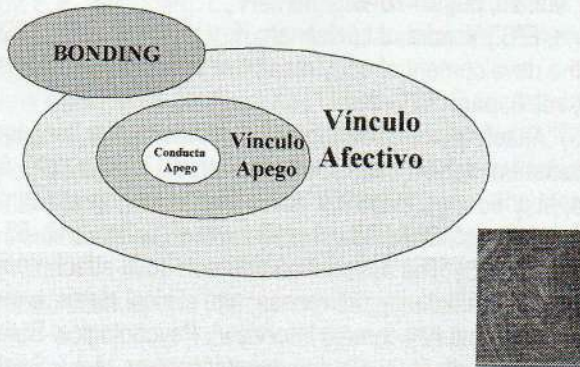 BONDING
Vínculo
Afectivo
Vínculo
Apego
Conducta
Apego